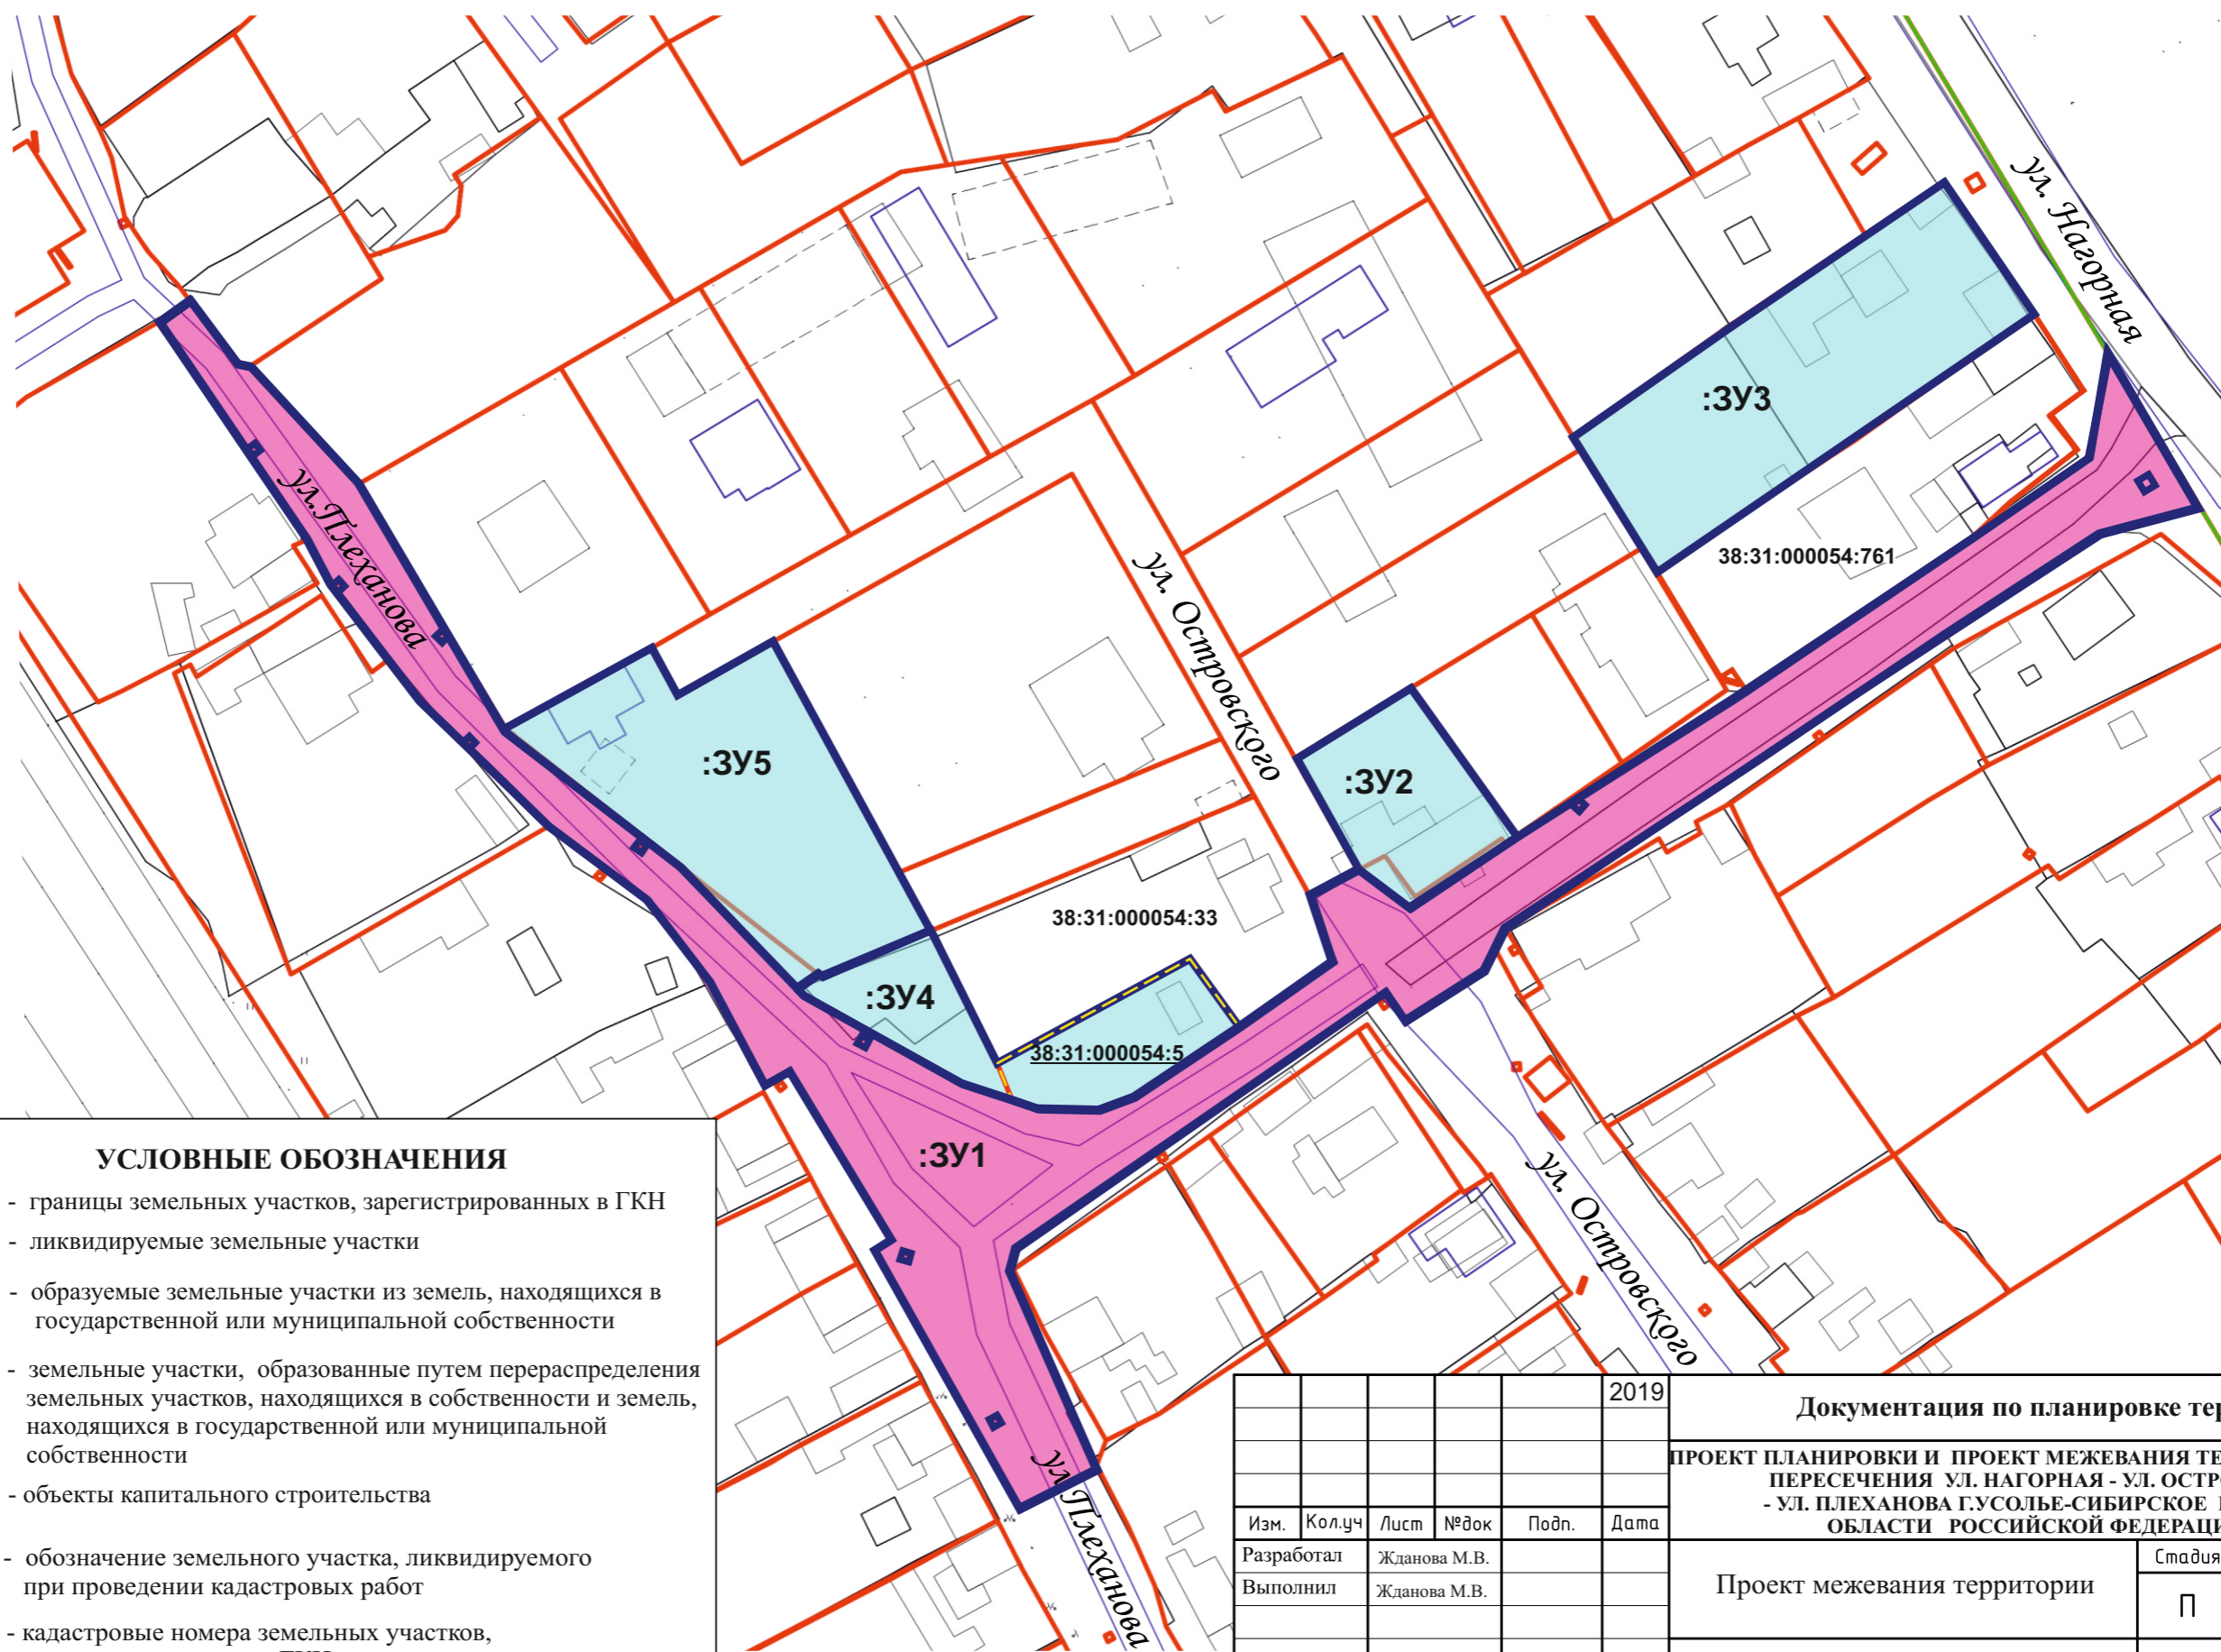 ул. Нагорная
:ЗУ3
38:31:000054:761
ул.Плеханова
ул. Островского
:ЗУ5
:ЗУ2
38:31:000054:33
:ЗУ4
38:31:000054:5
:ЗУ1
ул. Островского
ул.Плеханова
УСЛОВНЫЕ ОБОЗНАЧЕНИЯ
- границы земельных участков, зарегистрированных в ГКН
- ликвидируемые земельные участки
- образуемые земельные участки из земель, находящихся в
государственной или муниципальной собственности
- земельные участки, образованные путем перераспределения
земельных участков, находящихся в собственности и земель,
находящихся в государственной или муниципальной
собственности
- объекты капитального строительства
- обозначение земельного участка, ликвидируемого
при проведении кадастровых работ
- кадастровые номера земельных участков,
2019
Документация по планировке тер
ПРОЕКТ ПЛАНИРОВКИ И ПРОЕКТ МЕЖЕВАНИЯ ТЕ
ПЕРЕСЕЧЕНИЯ УЛ. НАГОРНАЯ - УЛ. ОСТР
- УЛ. ПЛЕХАНОВА Г.УСОЛЬЕ-СИБИРСКОЕ
ОБЛАСТИ РОССИЙСКОЙ ФЕДЕРАЦИ
Изм. Кол.уч Лист №док Подп. Дата
Разработал Жданова М.В.
Выполнил Жданова М.В.
Проект межевания территории
Стадия
П